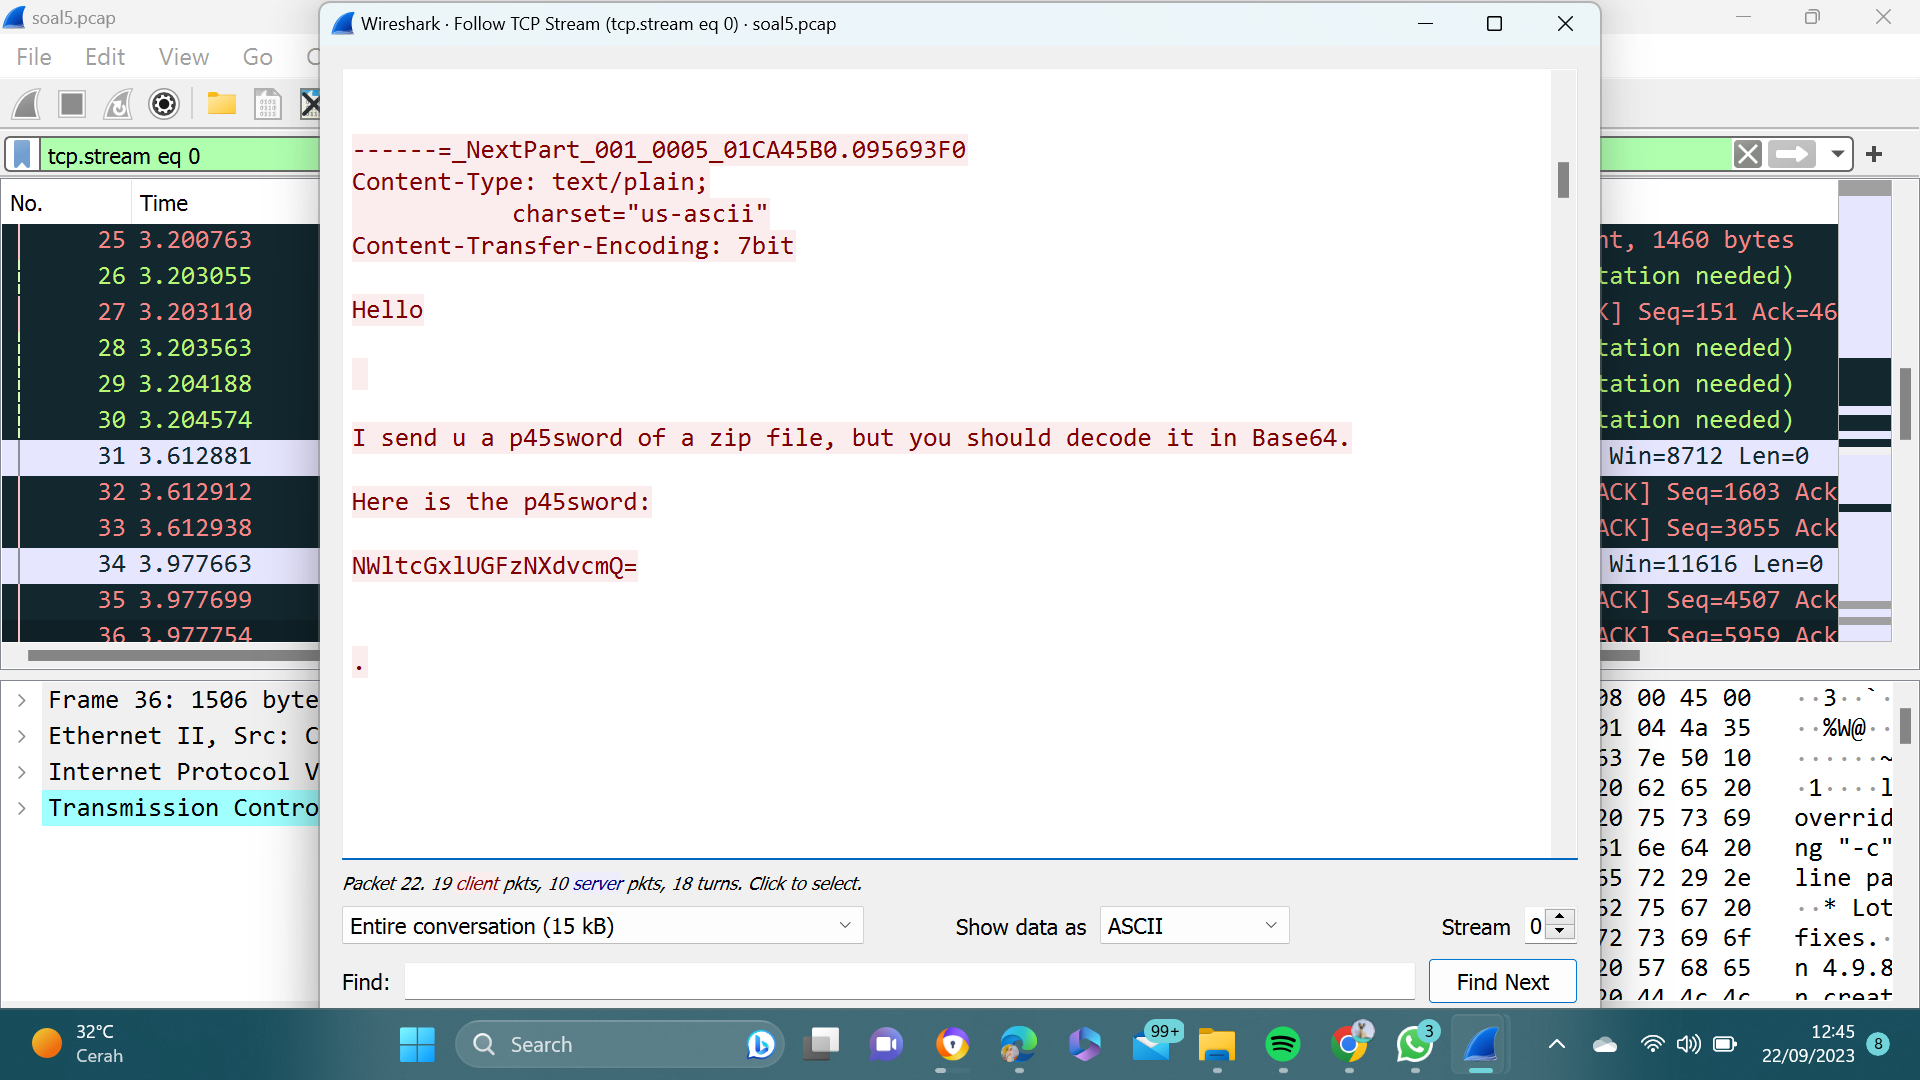 soal5.pcap
File Edit View Go
Wireshark · Follow TCP Stream (tcp.stream eq 0) · soal5.pcap
tcp.stream eq 0
No. Time
25 3.200763
26 3.203055
27 3.203110
28 3.203563
29 3.204188
30 3.204574
31 3.612881
32 3.612912
33 3.612938
34 3.977663
35 3.977699
36 3.977754
------=_NextPart_001_0005_01CA45B0.095693F0
Content-Type: text/plain;
charset="us-ascii"
Content-Transfer-Encoding: 7bit
Hello
I send u a p45sword of a zip file, but you should decode it in Base64.
Here is the p45sword:
NWltcGxlUGFzNXdvcmQ=
.
nt, 1460 bytes
tation needed)
K] Seq=151 Ack=46
tation needed)
tation needed)
tation needed)
Win=8712 Len=0
ACK] Seq=1603 Ack
ACK] Seq=3055 Ack
Win=11616 Len=0
ACK] Seq=4507 Ack
ACK] Seq=5959 Ack
Frame 36: 1506 byte
Ethernet II, Src: C
Internet Protocol V
Transmission Contro
08 00 45 00 ··3··`·
01 04 4a 35 ··%W@··
63 7e 50 10 ······~
20 62 65 20 ·1····l
20 75 73 69 overrid
61 6e 64 20 ng "-c"
65 72 29 2e line pa
62 75 67 20 ··* Lot
72 73 69 6f fixes.·
20 57 68 65 n 4.9.8
20 44 4c 4c n creat
Packet 22. 19 client pkts, 10 server pkts, 18 turns. Click to select.
Entire conversation (15 kB)
Show data as ASCII
Stream 0
Find:
Find Next
32°C
Cerah
Search
99+
3
12:45
22/09/2023
8